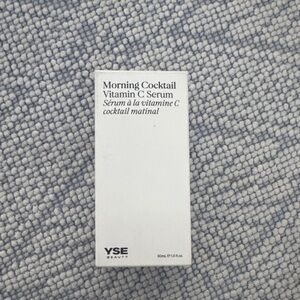 Morning Cocktail
Vitamin C Serum
Sérum à la vitamine C
cocktail matinal
YSE
BEAUTY